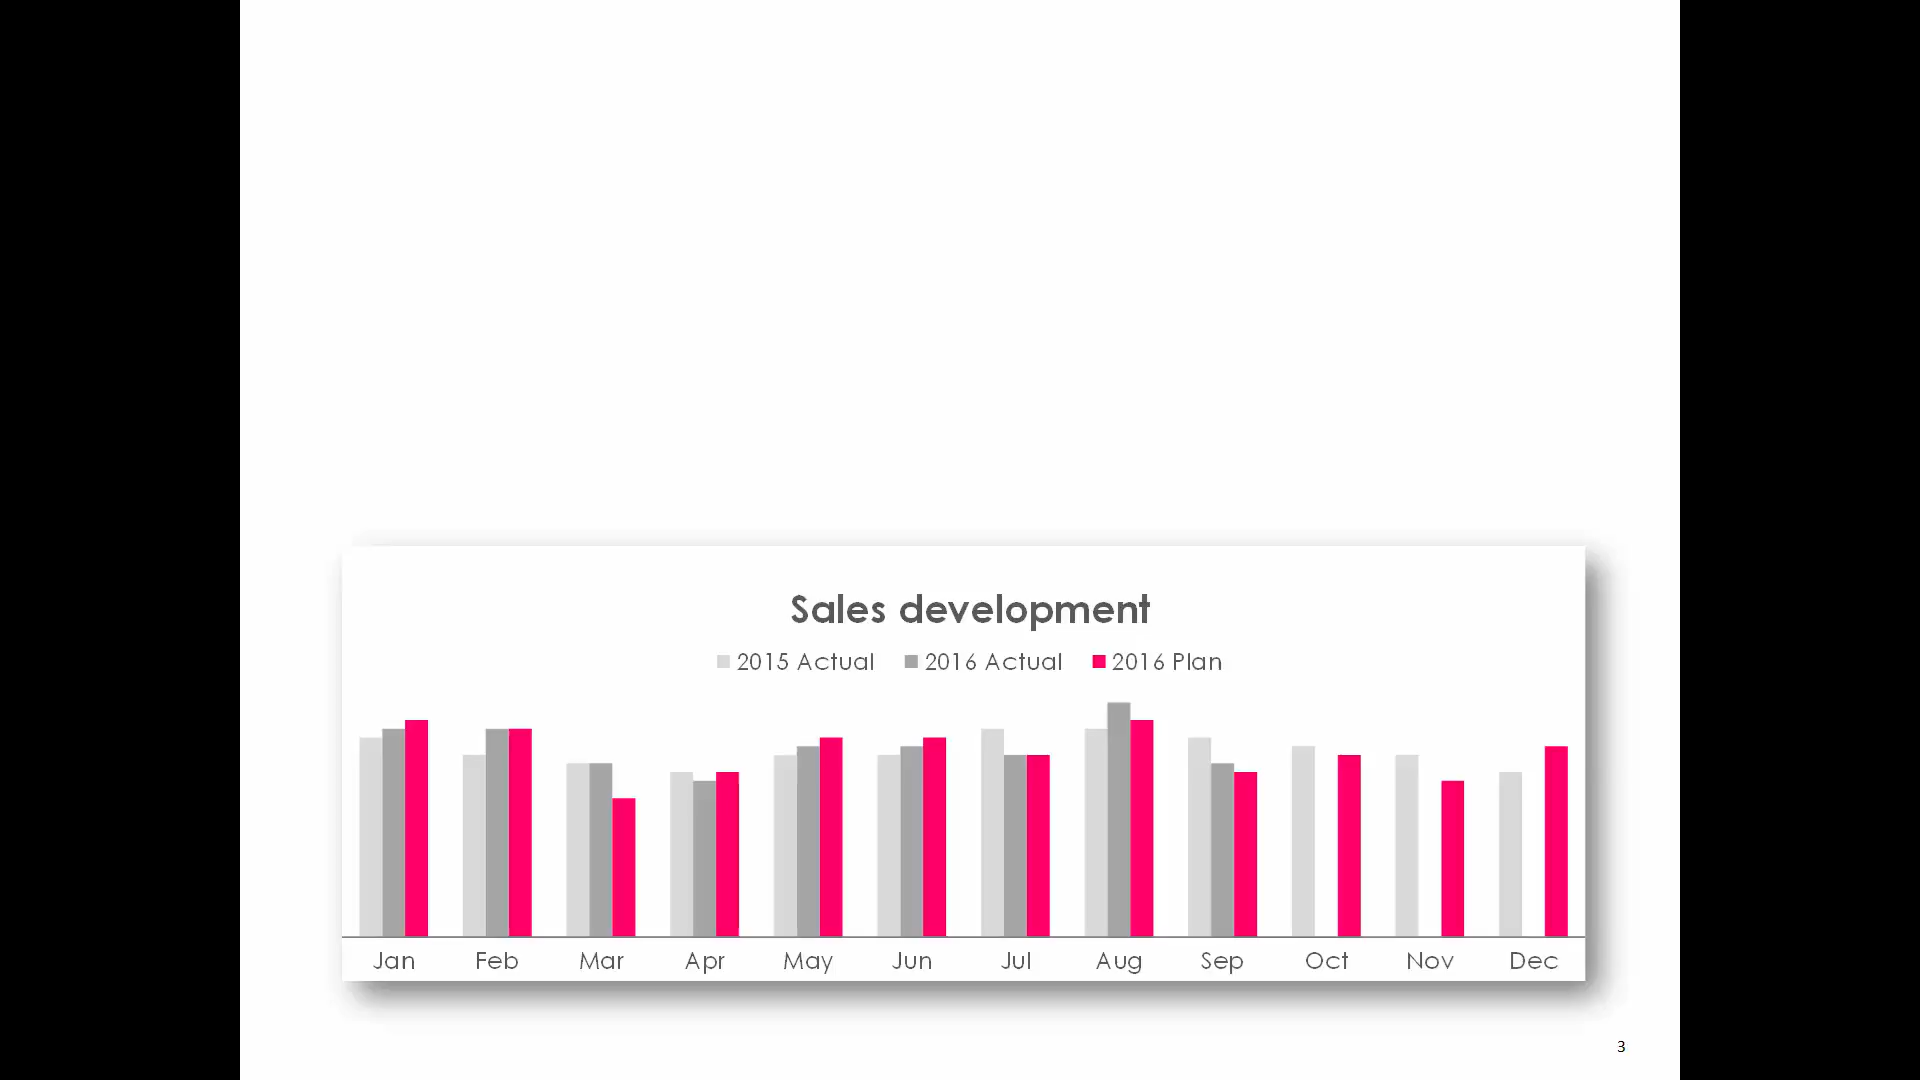 Sales development
2015 Actual 2016 Actual 2016 Plan
Jan Feb Mar Apr May Jun Jul Aug Sep Oct Nov Dec
3